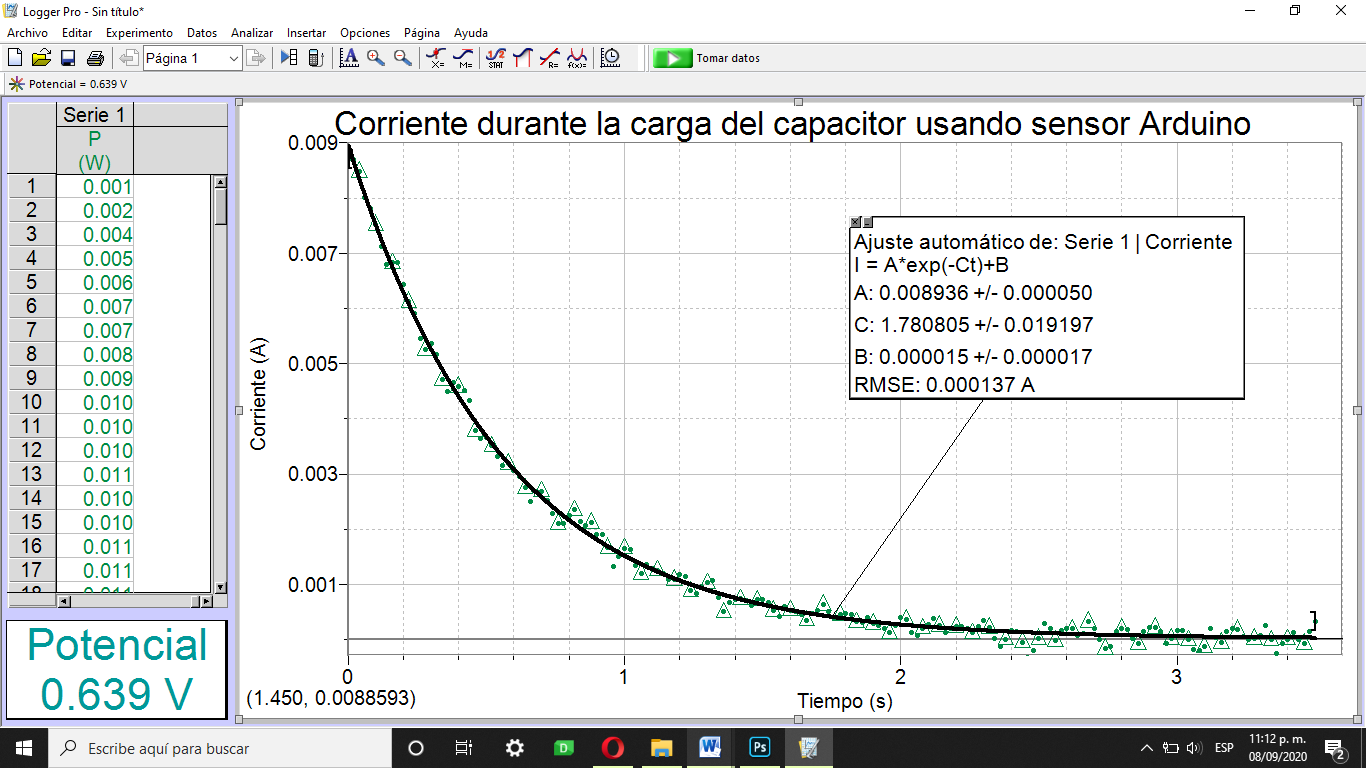 Logger Pro - Sin título*
Archivo Editar Experimento Datos Analizar Insertar Opciones Página Ayuda
Página 1
X= M= STAT R= f(x)=
Tomar datos
Potencial = 0.639 V
Serie 1
P
(W)
1 0.001
2 0.002
3 0.004
4 0.005
5 0.006
6 0.007
7 0.007
8 0.008
9 0.009
10 0.010
11 0.010
12 0.010
13 0.011
14 0.010
15 0.010
16 0.011
17 0.011
18 0.011
Potencial
0.639 V
Corriente durante la carga del capacitor usando sensor Arduino
0.009
0.007
0.005
0.003
0.001
Corriente (A)
Ajuste automático de: Serie 1 | Corriente
I = A*exp(-Ct)+B
A: 0.008936 +/- 0.000050
C: 1.780805 +/- 0.019197
B: 0.000015 +/- 0.000017
RMSE: 0.000137 A
0 1 2 3
(1.450, 0.0088593)
Tiempo (s)
Escribe aquí para buscar
D
W
Ps
ESP
11:12 p. m.
08/09/2020
2